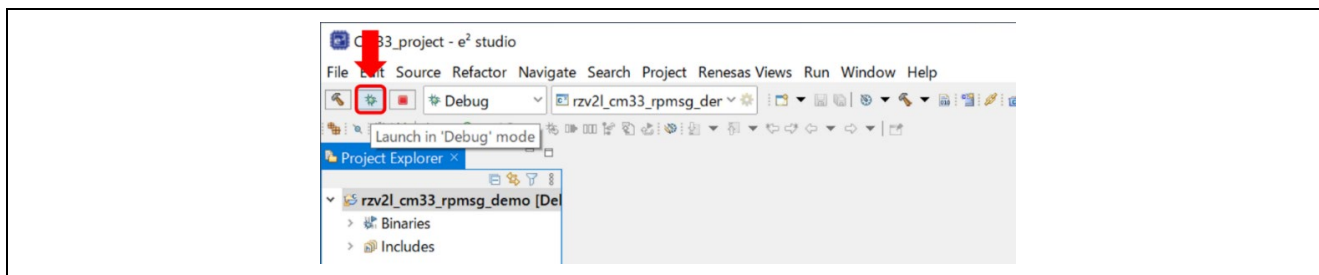 33_project - e² studio
File Edit Source Refactor Navigate Search Project Renesas Views Run Window Help
Debug rzv2l_cm33_rpmsg_der
Launch in 'Debug' mode
Project Explorer
rzv2l_cm33_rpmsg_demo [Del
Binaries
Includes